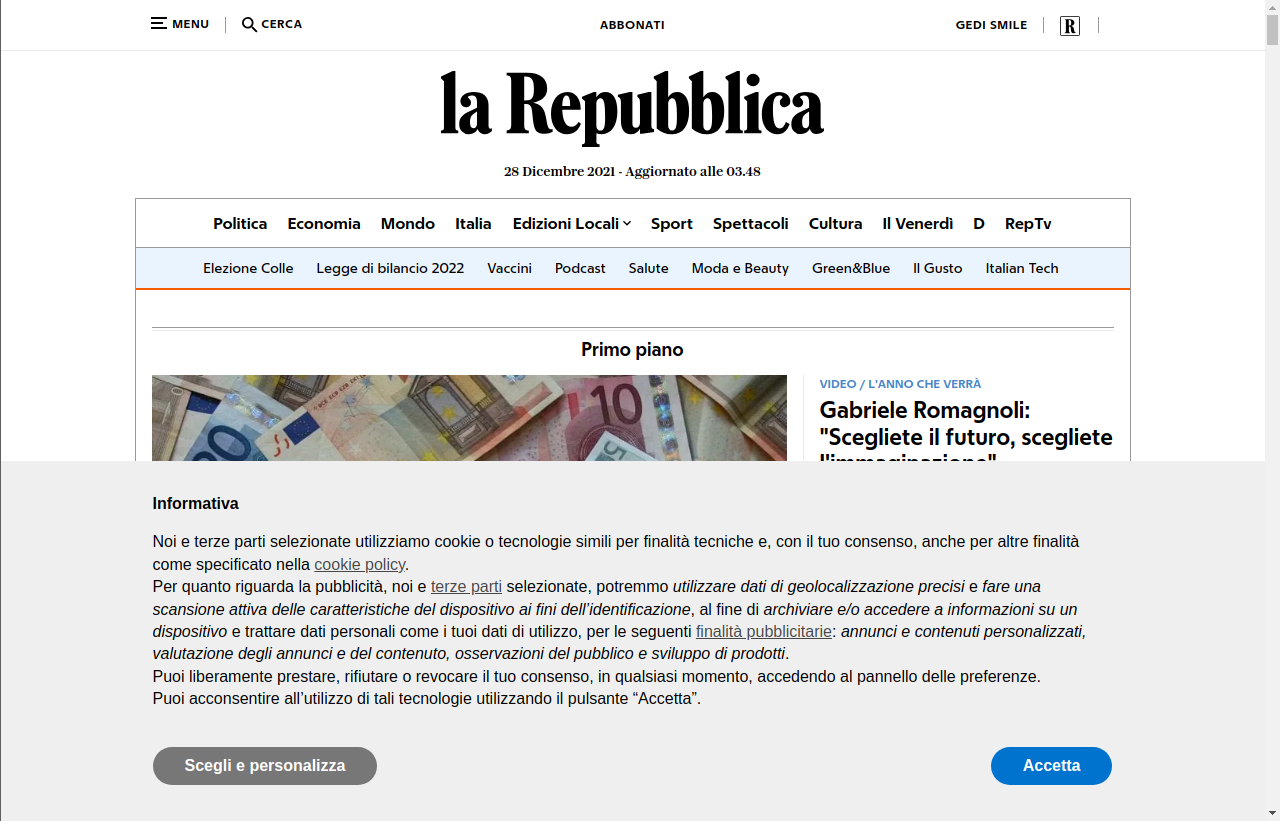 MENU
CERCA
ABBONATI
GEDI SMILE
R
la Repubblica
28 Dicembre 2021 - Aggiornato alle 03.48
Politica Economia Mondo Italia Edizioni Locali Sport Spettacoli Cultura Il Venerdì D RepTv
Elezione Colle Legge di bilancio 2022 Vaccini Podcast Salute Moda e Beauty Green&Blue Il Gusto Italian Tech
Primo piano
VIDEO / L'ANNO CHE VERRÀ
Gabriele Romagnoli:
"Scegliete il futuro, scegliete
l'immaginazione"
10
Informativa
Noi e terze parti selezionate utilizziamo cookie o tecnologie simili per finalità tecniche e, con il tuo consenso, anche per altre finalità
come specificato nella cookie policy.
Per quanto riguarda la pubblicità, noi e terze parti selezionate, potremmo utilizzare dati di geolocalizzazione precisi e fare una
scansione attiva delle caratteristiche del dispositivo ai fini dell’identificazione, al fine di archiviare e/o accedere a informazioni su un
dispositivo e trattare dati personali come i tuoi dati di utilizzo, per le seguenti finalità pubblicitarie: annunci e contenuti personalizzati,
valutazione degli annunci e del contenuto, osservazioni del pubblico e sviluppo di prodotti.
Puoi liberamente prestare, rifiutare o revocare il tuo consenso, in qualsiasi momento, accedendo al pannello delle preferenze.
Puoi acconsentire all’utilizzo di tali tecnologie utilizzando il pulsante “Accetta”.
Scegli e personalizza
Accetta